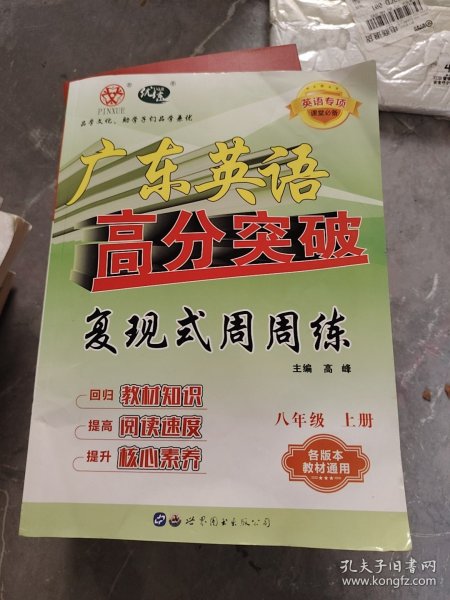 PINXUE
优佳
品学文化、助学子们品学兼优
英语专项
课堂必备
广东英语
高分突破
复现式周周练
主编 高峰
回归 教材知识
提高 阅读速度
提升 核心素养
八年级 上册
各版本
教材通用
世界图书出版公司
孔夫子旧书网
www.kongfz.com